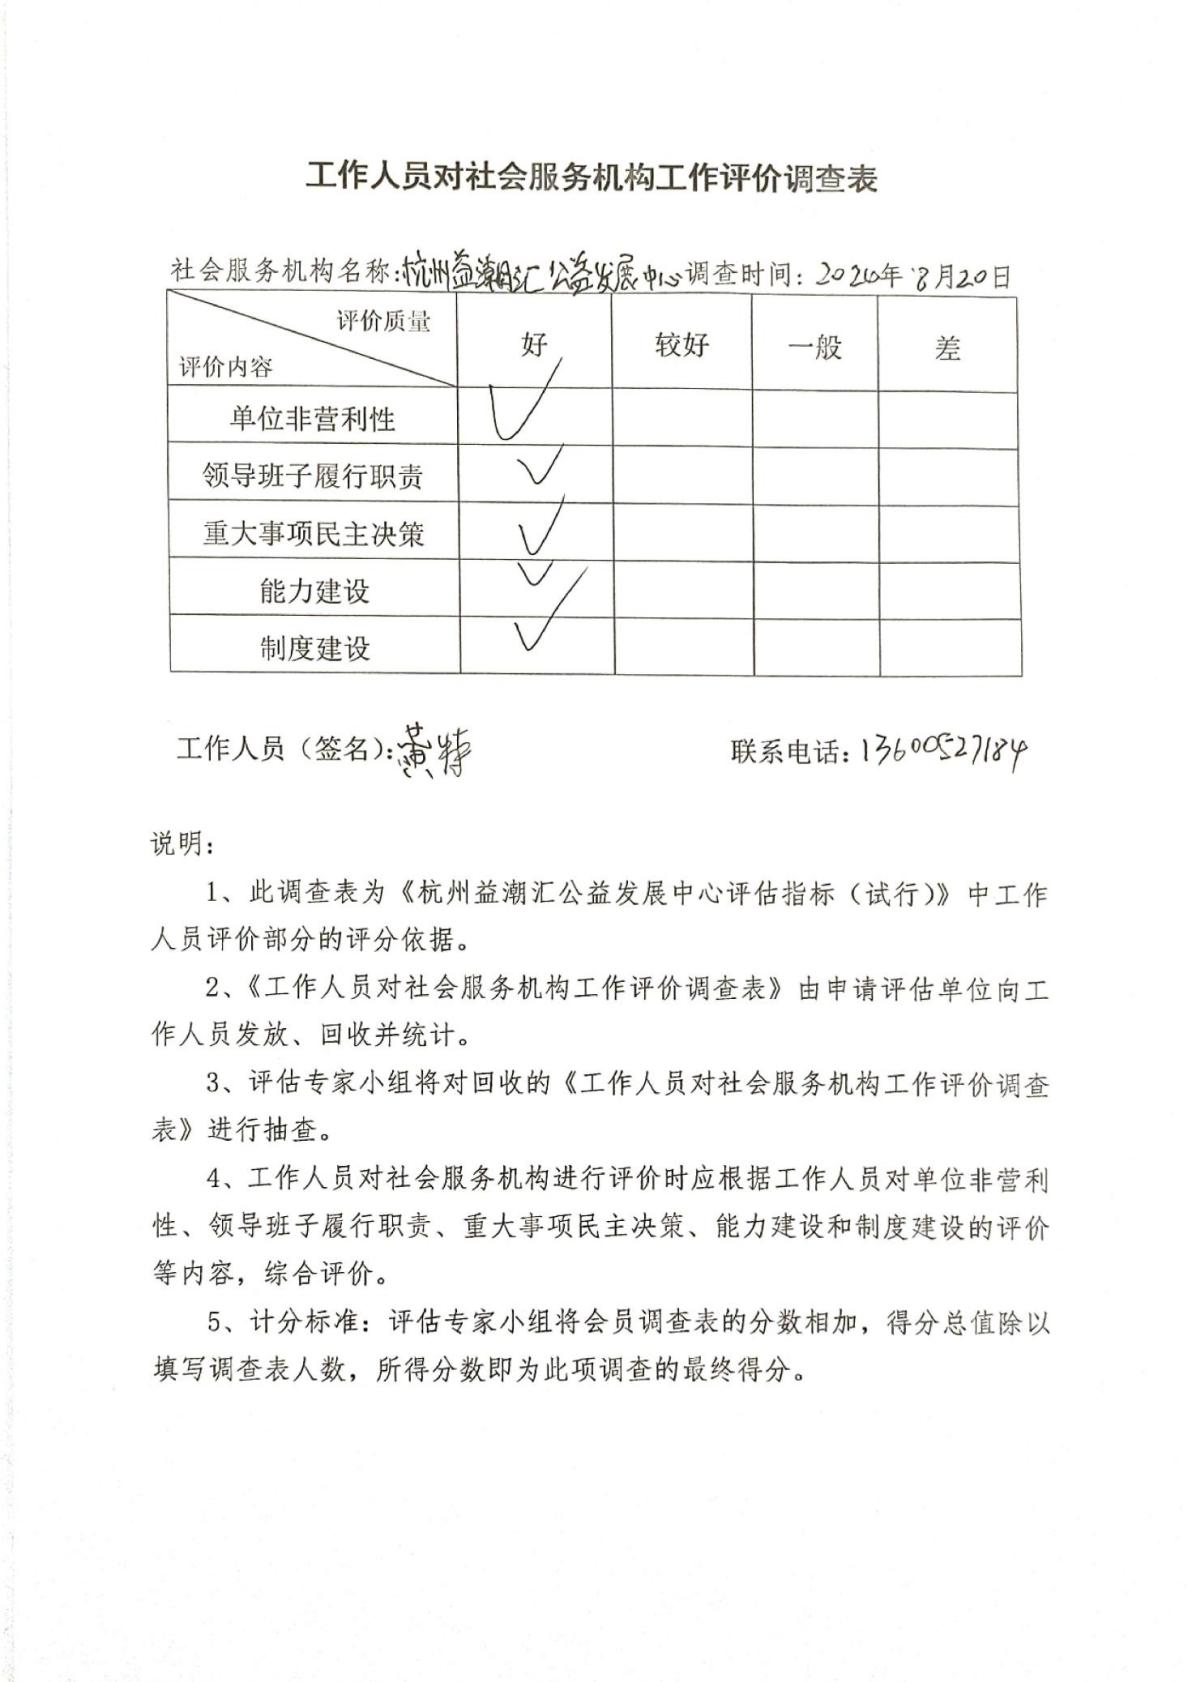 工作人员对社会服务机构工作评价调查表
社会服务机构名称:杭州益潮汇公益发展中心 调查时间：2024年8月20日
评价质量
评价内容
好 较好 一般 差
单位非营利性 ✓
领导班子履行职责 ✓
重大事项民主决策 ✓
能力建设 ✓
制度建设 ✓
工作人员（签名）：黄特 联系电话：13600527184
说明：
1、此调查表为《杭州益潮汇公益发展中心评估指标（试行）》中工作
人员评价部分的评分依据。
2、《工作人员对社会服务机构工作评价调查表》由申请评估单位向工
作人员发放、回收并统计。
3、评估专家小组将对回收的《工作人员对社会服务机构工作评价调查
表》进行抽查。
4、工作人员对社会服务机构进行评价时应根据工作人员对单位非营利
性、领导班子履行职责、重大事项民主决策、能力建设和制度建设的评价
等内容，综合评价。
5、计分标准：评估专家小组将会员调查表的分数相加，得分总值除以
填写调查表人数，所得分数即为此项调查的最终得分。